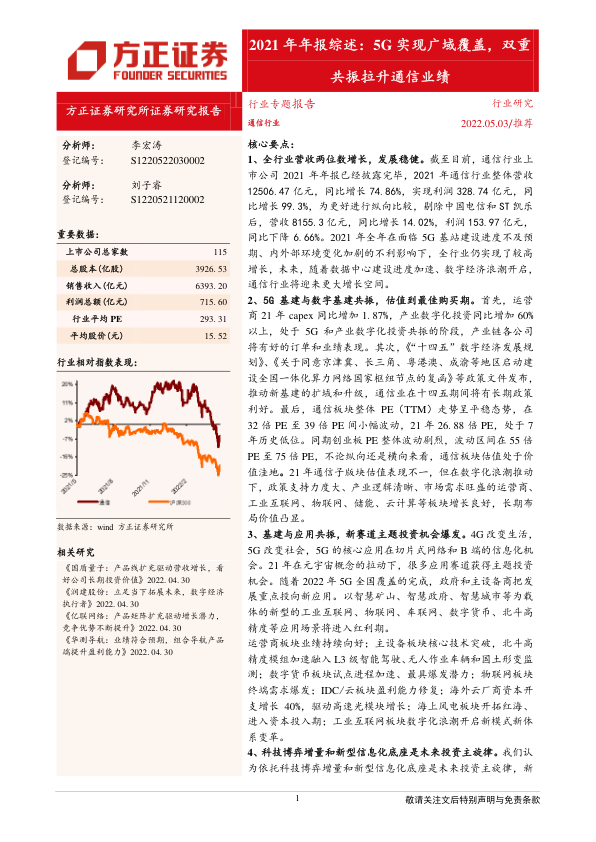 方正证券
FOUNDER SECURITIES
2021 年年报综述：5G 实现广域覆盖，双重
共振拉升通信业绩
方正证券研究所证券研究报告
行业专题报告
行业研究
通信行业
2022.05.03/推荐
分析师： 李宏涛
登记编号： S1220522030002
分析师： 刘子睿
登记编号： S1220521120002
重要数据：
上市公司总家数 115
总股本(亿股) 3926.53
销售收入(亿元) 6393.20
利润总额(亿元) 715.60
行业平均 PE 293.31
平均股价(元) 15.52
行业相对指数表现：
20%
11%
2%
-7%
-16%
-25%
2021/5
2021/8
2021/11
2022/2
通信
沪深300
数据来源：wind 方正证券研究所
相关研究
《国盾量子：产品线扩充驱动营收增长，看
好公司长期投资价值》2022.04.30
《润建股份：立足当下拓展未来，数字经济
执行者》2022.04.30
《亿联网络：产品矩阵扩充驱动增长潜力，
竞争优势不断提升》2022.04.30
《华测导航：业绩符合预期，组合导航产品
端提升盈利能力》2022.04.30
核心要点：
1、全行业营收两位数增长，发展稳健。截至目前，通信行业上
市公司 2021 年年报已经披露完毕，2021 年通信行业整体营收
12506.47 亿元，同比增长 74.86%，实现利润 328.74 亿元，同
比增长 99.3%，为更好进行纵向比较，剔除中国电信和 ST 凯乐
后，营收 8155.3 亿元，同比增长 14.02%，利润 153.97 亿元，
同比下降 6.66%。2021 年全年在面临 5G 基站建设进度不及预
期、内外部环境变化加剧的不利影响下，全行业仍实现了较高
增长，未来，随着数据中心建设进度加速、数字经济浪潮开启，
通信行业将迎来更大增长空间。
2、5G 基建与数字基建共振，估值到最佳购买期。首先，运营
商 21 年 capex 同比增加 1.87%，产业数字化投资同比增加 60%
以上，处于 5G 和产业数字化投资共振的阶段，产业链各公司
将有好的订单和业绩表现。其次，《“十四五”数字经济发展规
划》、《关于同意京津冀、长三角、粤港澳、成渝等地区启动建
设全国一体化算力网络国家枢纽节点的复函》等政策文件发布，
推动新基建的扩域和升级，通信业在十四五期间将有长期政策
利好。最后，通信板块整体 PE（TTM）走势呈平稳态势，在
32 倍 PE 至 39 倍 PE 间小幅波动，21 年 26.88 倍 PE，处于 7
年历史低位。同期创业板 PE 整体波动剧烈，波动区间在 55 倍
PE 至 75 倍 PE，不论纵向还是横向来看，通信板块估值处于价
值洼地。21 年通信子版块估值表现不一，但在数字化浪潮推动
下，政策支持力度大、产业逻辑清晰、市场需求旺盛的运营商、
工业互联网、物联网、储能、云计算等板块增长良好，长期布
局价值凸显。
3、基建与应用共振，新赛道主题投资机会爆发。4G 改变生活，
5G 改变社会，5G 的核心应用在切片式网络和 B 端的信息化机
会。21 年在元宇宙概念的拉动下，很多应用赛道获得主题投资
机会。随着 2022 年 5G 全国覆盖的完成，政府和主设备商把发
展重点投向新应用。以智慧矿山、智慧政府、智慧城市等为载
体的新型的工业互联网、物联网、车联网、数字货币、北斗高
精度等应用场景将进入红利期。
运营商板块业绩持续向好；主设备板块核心技术突破，北斗高
精度模组加速融入 L3 级智能驾驶、无人作业车辆和国土形变监
测；数字货币板块试点进程加速、最具爆发潜力；物联网板块
终端需求爆发；IDC/云板块盈利能力修复；海外云厂商资本开
支增长 40%，驱动高速光模块增长；海上风电板块开拓红海、
进入资本投入期；工业互联网板块数字化浪潮开启新模式新体
系变革。
4、科技博弈增量和新型信息化底座是未来投资主旋律。我们认
为依托科技博弈增量和新型信息化底座是未来投资主旋律，新
1
敬请关注文后特别声明与免责条款